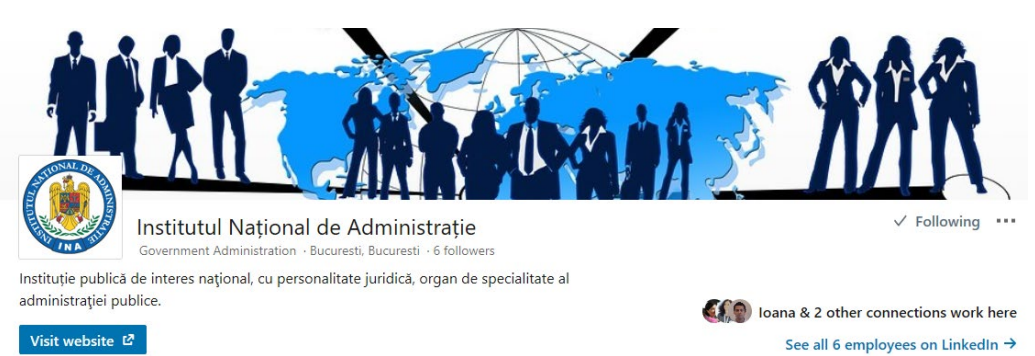 INSTITUTUL NAȚIONAL DE ADMINISTRAȚIE
INA
Institutul Național de Administrație
Government Administration · Bucuresti, Bucuresti · 6 followers
✓ Following ···
Instituție publică de interes naţional, cu personalitate juridică, organ de specialitate al
administraţiei publice.
Ioana & 2 other connections work here
Visit website
See all 6 employees on LinkedIn →